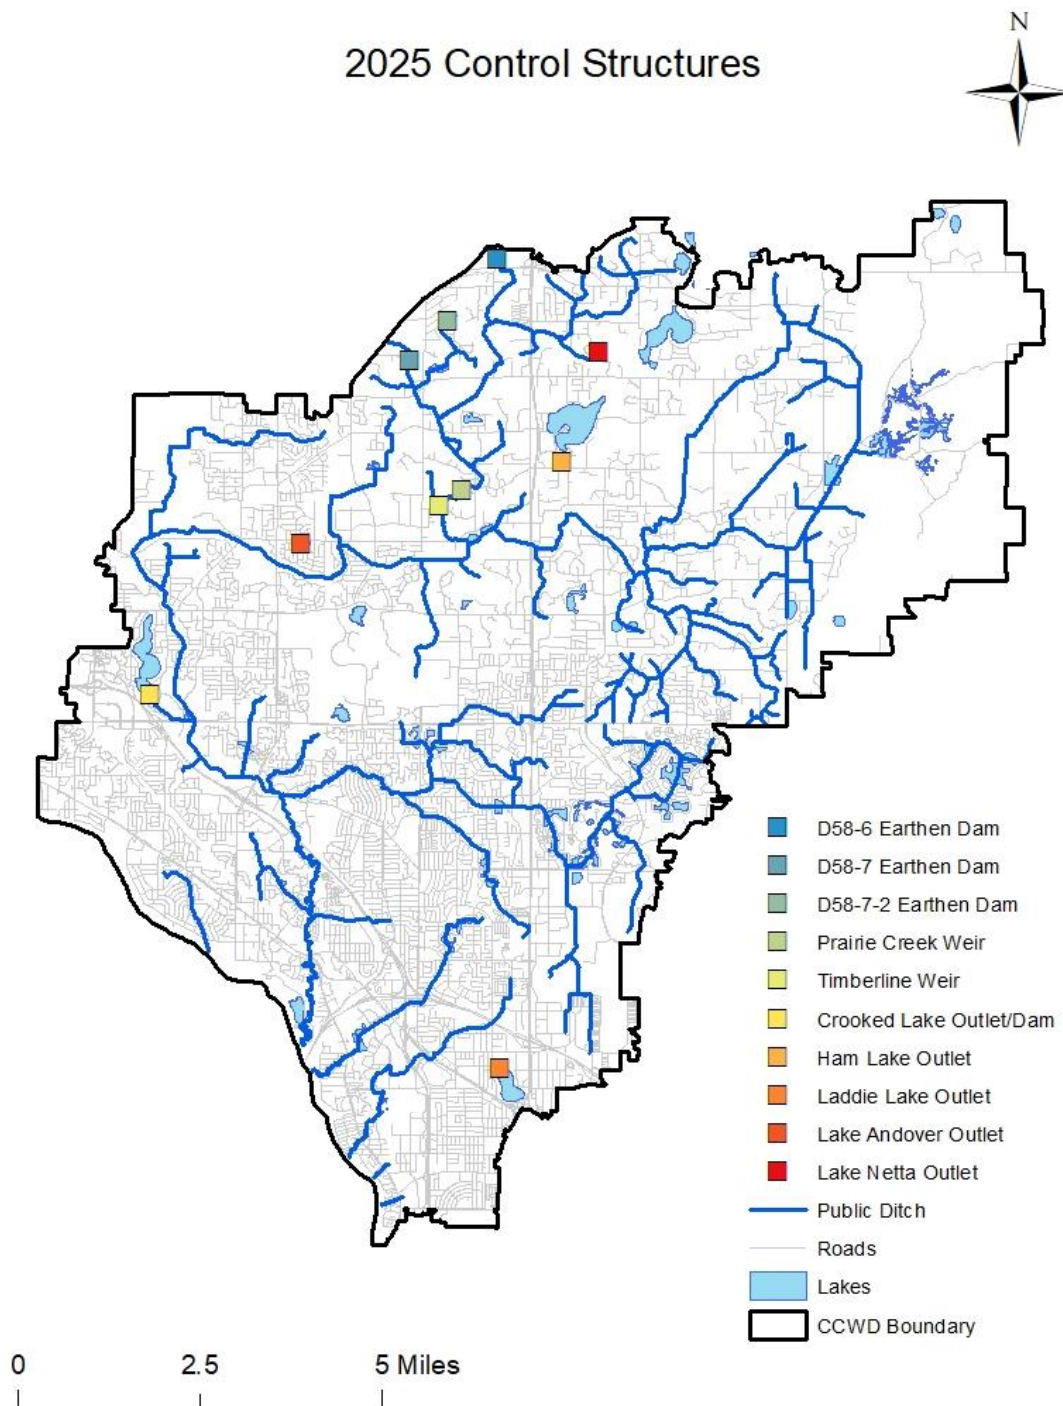 N
2025 Control Structures
D58-6 Earthen Dam
D58-7 Earthen Dam
D58-7-2 Earthen Dam
Prairie Creek Weir
Timberline Weir
Crooked Lake Outlet/Dam
Ham Lake Outlet
Laddie Lake Outlet
Lake Andover Outlet
Lake Netta Outlet
Public Ditch
Roads
Lakes
CCWD Boundary
0 2.5 5 Miles